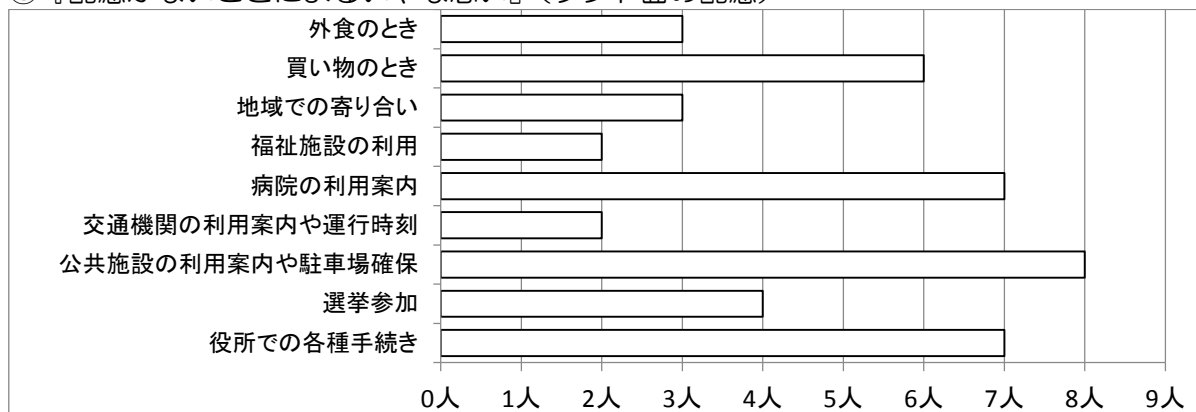 外食のとき
買い物のとき
地域での寄り合い
福祉施設の利用
病院の利用案内
交通機関の利用案内や運行時刻
公共施設の利用案内や駐車場確保
選挙参加
役所での各種手続き
0人 1人 2人 3人 4人 5人 6人 7人 8人 9人